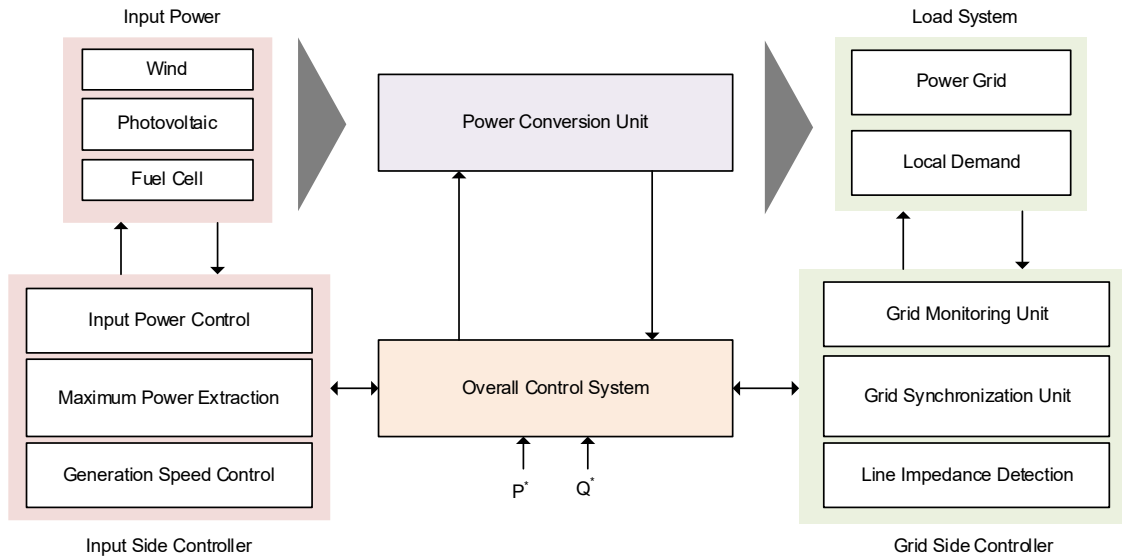 Input Power
Load System
Wind
Photovoltaic
Fuel Cell
Power Conversion Unit
Power Grid
Local Demand
Input Power Control
Maximum Power Extraction
Generation Speed Control
Overall Control System
P*
Q*
Grid Monitoring Unit
Grid Synchronization Unit
Line Impedance Detection
Input Side Controller
Grid Side Controller